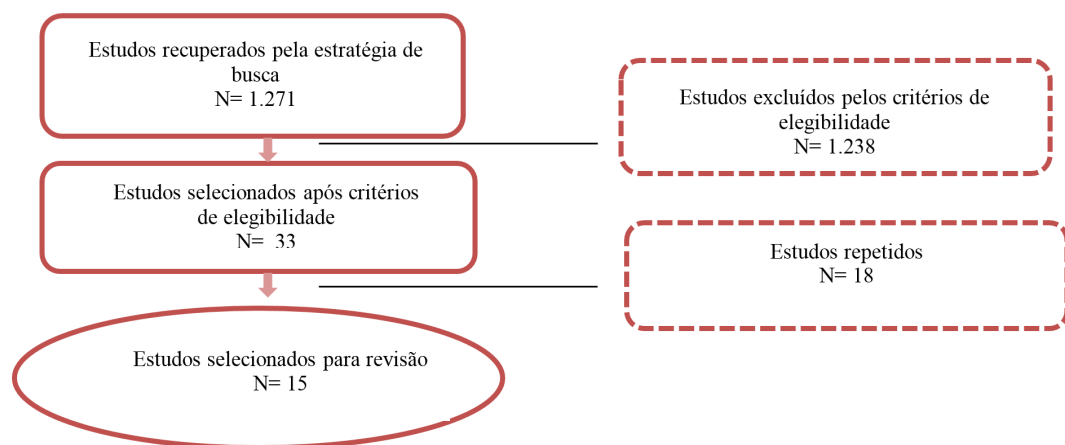 Estudos recuperados pela estratégia de
busca
N= 1.271
Estudos excluídos pelos critérios de
elegibilidade
N= 1.238
Estudos selecionados após critérios
de elegibilidade
N=  33
Estudos repetidos
N= 18
Estudos selecionados para revisão
N= 15